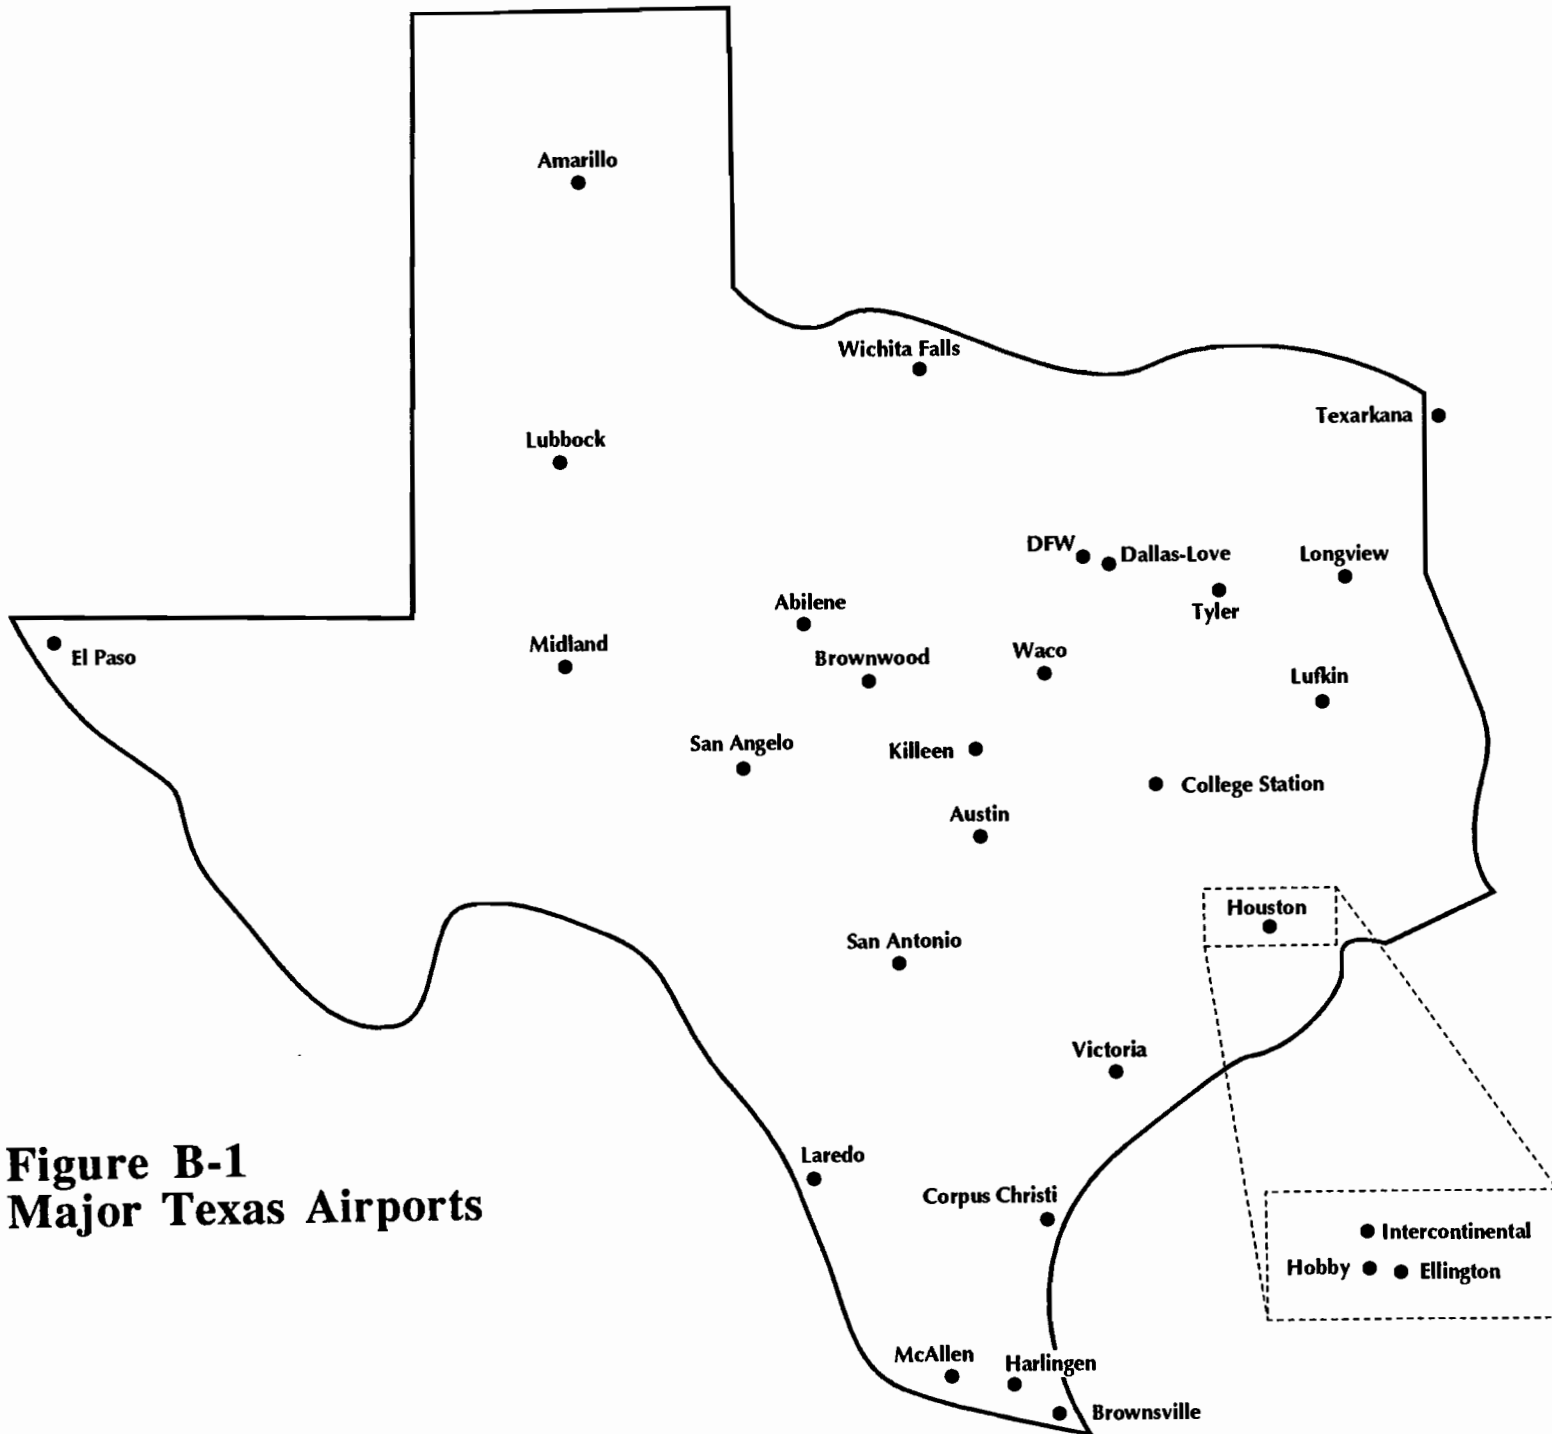 Amarillo
Wichita Falls
Texarkana
Lubbock
DFW
Dallas-Love
Longview
Abilene
Tyler
El Paso
Midland
Brownwood
Waco
Lufkin
San Angelo
Killeen
College Station
Austin
Houston
San Antonio
Victoria
Laredo
Corpus Christi
Intercontinental
Hobby
Ellington
McAllen
Harlingen
Brownsville
Figure B-1
Major Texas Airports